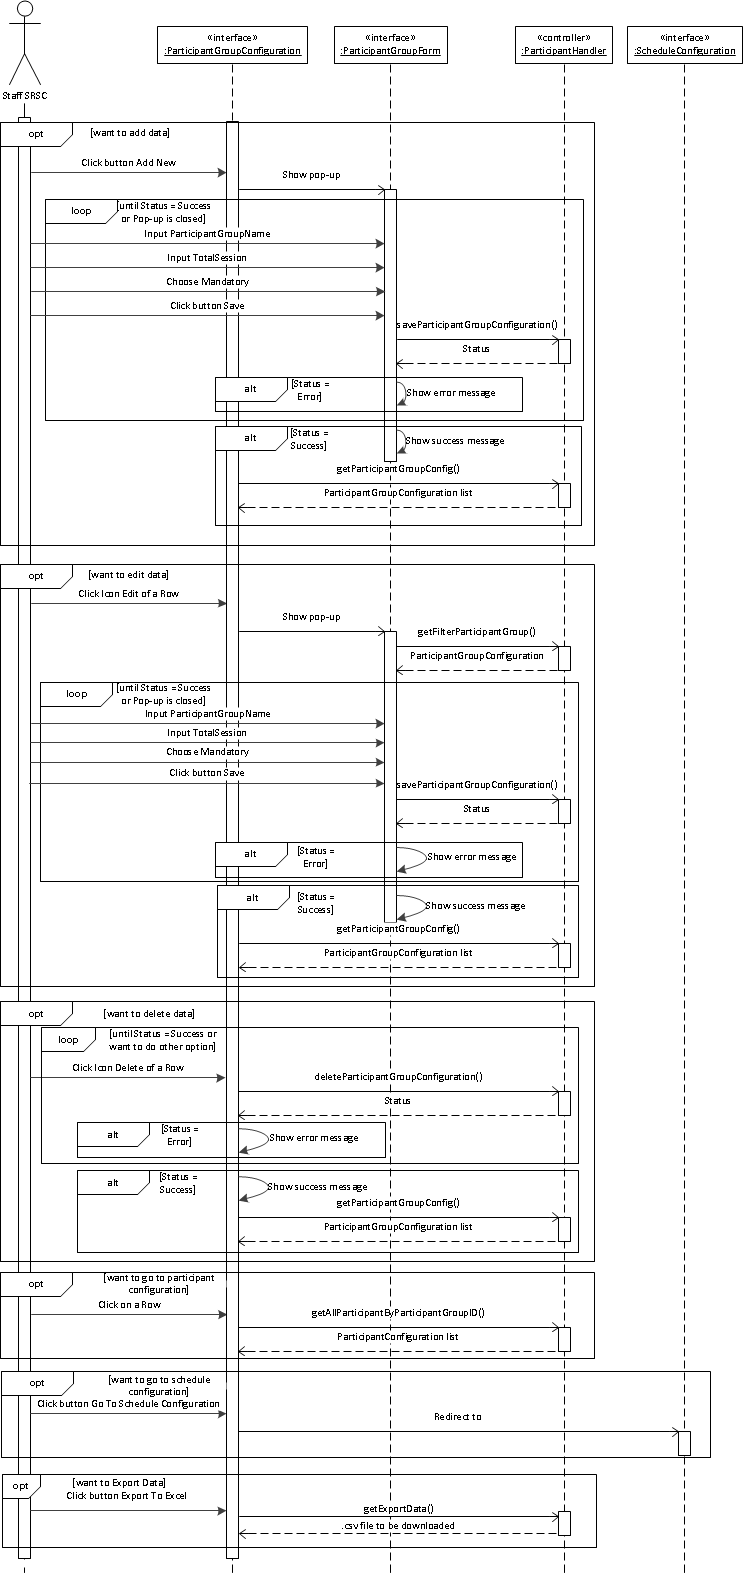 «interface»
:ParticipantGroupConfiguration
«interface»
:ParticipantGroupForm
«controller»
:ParticipantHandler
«interface»
:ScheduleConfiguration
Staff SRSC
opt
[want to add data]
Click button Add New
Show pop-up
loop
[until Status = Success
or Pop-up is closed]
Input ParticipantGroupName
Input TotalSession
Choose Mandatory
Click button Save
saveParticipantGroupConfiguration()
Status
alt
[Status =
Error]
Show error message
alt
[Status =
Success]
Show success message
getParticipantGroupConfig()
ParticipantGroupConfiguration list
opt
[want to edit data]
Click Icon Edit of a Row
Show pop-up
getFilterParticipantGroup()
ParticipantGroupConfiguration
loop
[until Status = Success
or Pop-up is closed]
Input ParticipantGroupName
Input TotalSession
Choose Mandatory
Click button Save
saveParticipantGroupConfiguration()
Status
alt
[Status =
Error]
Show error message
alt
[Status =
Success]
Show success message
getParticipantGroupConfig()
ParticipantGroupConfiguration list
opt
[want to delete data]
loop
[until Status = Success or
want to do other option]
Click Icon Delete of a Row
deleteParticipantGroupConfiguration()
Status
alt
[Status =
Error]
Show error message
alt
[Status =
Success]
Show success message
getParticipantGroupConfig()
ParticipantGroupConfiguration list
opt
[want to go to participant
configuration]
Click on a Row
getAllParticipantByParticipantGroupID()
ParticipantConfiguration list
opt
[want to go to schedule
configuration]
Click button Go To Schedule Configuration
Redirect to
opt
[want to Export Data]
Click button Export To Excel
getExportData()
.csv file to be downloaded